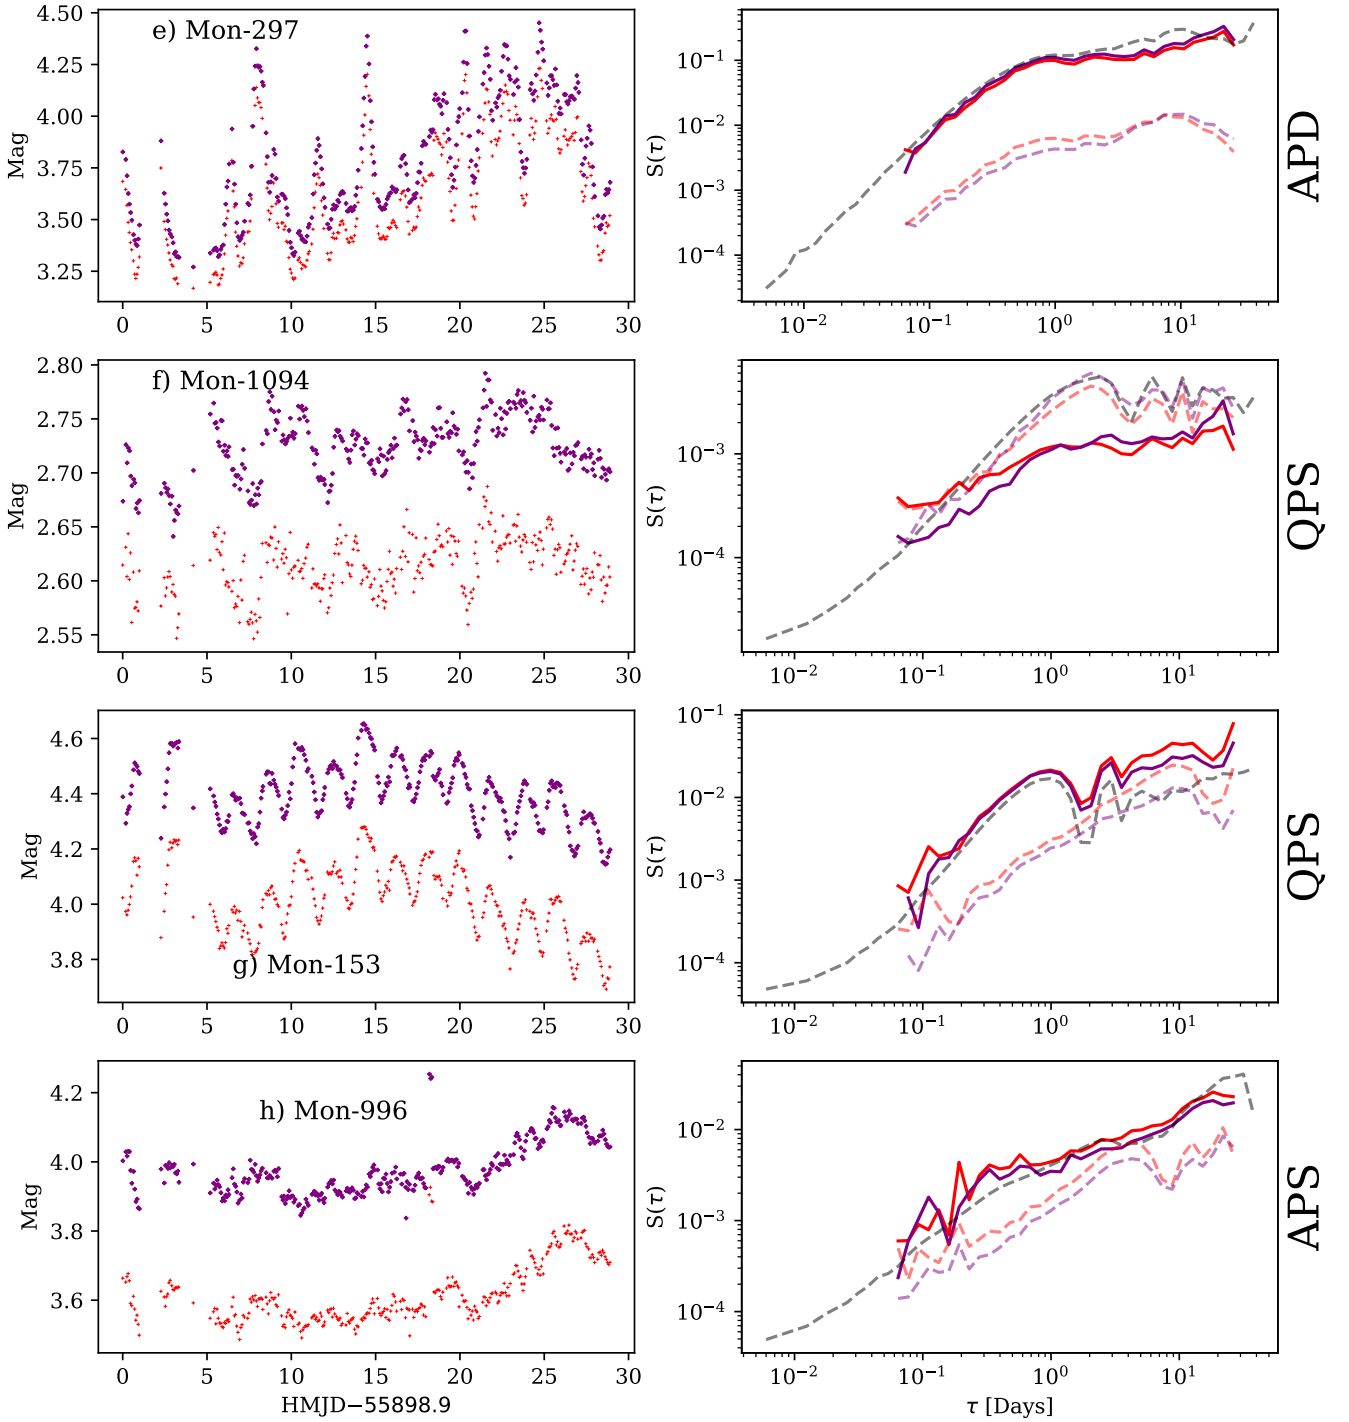 e) Mon-297
Mag
4.50
4.25
4.00
3.75
3.50
3.25
0 5 10 15 20 25 30
S(τ)
10⁻¹
10⁻²
10⁻³
10⁻⁴
10⁻² 10⁻¹ 10⁰ 10¹
APD
f) Mon-1094
Mag
2.80
2.75
2.70
2.65
2.60
2.55
0 5 10 15 20 25 30
S(τ)
10⁻³
10⁻⁴
10⁻² 10⁻¹ 10⁰ 10¹
QPS
g) Mon-153
Mag
4.6
4.4
4.2
4.0
3.8
0 5 10 15 20 25 30
S(τ)
10⁻¹
10⁻²
10⁻³
10⁻⁴
10⁻² 10⁻¹ 10⁰ 10¹
QPS
h) Mon-996
Mag
4.2
4.0
3.8
3.6
0 5 10 15 20 25 30
HMJD−55898.9
S(τ)
10⁻²
10⁻³
10⁻⁴
10⁻² 10⁻¹ 10⁰ 10¹
τ [Days]
APS